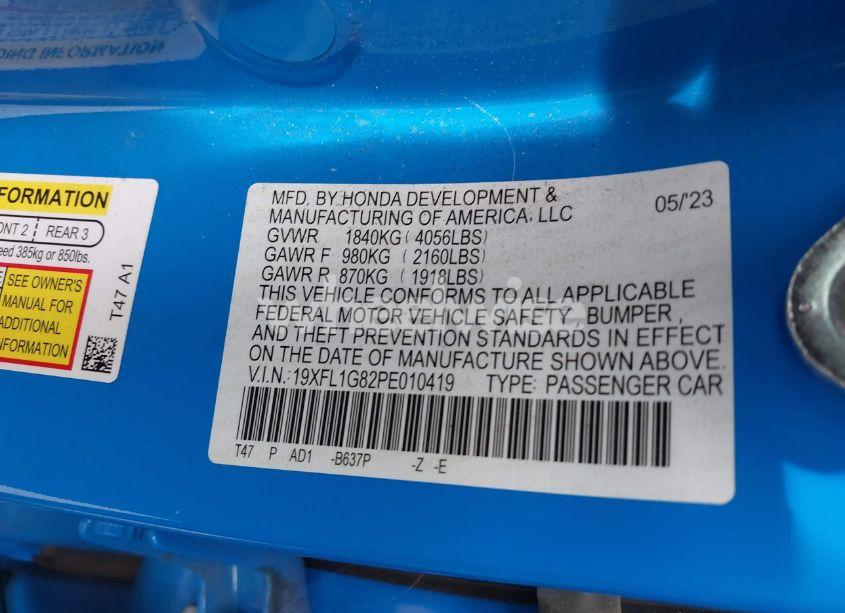 DING INFORMATION
FORMATION
ONT 2 REAR 3
eed 385kg or 850lbs.
SEE OWNER'S
MANUAL FOR
ADDITIONAL
INFORMATION
T47 A1
MFD. BY HONDA DEVELOPMENT &
MANUFACTURING OF AMERICA, LLC 05/'23
GVWR 1840KG ( 4056LBS)
GAWR F 980KG ( 2160LBS)
GAWR R 870KG ( 1918LBS)
THIS VEHICLE CONFORMS TO ALL APPLICABLE
FEDERAL MOTOR VEHICLE SAFETY , BUMPER ,
AND THEFT PREVENTION STANDARDS IN EFFECT
ON THE DATE OF MANUFACTURE SHOWN ABOVE.
V.I.N.: 19XFL1G82PE010419 TYPE: PASSENGER CAR
T47 P AD1 -B637P -Z -E